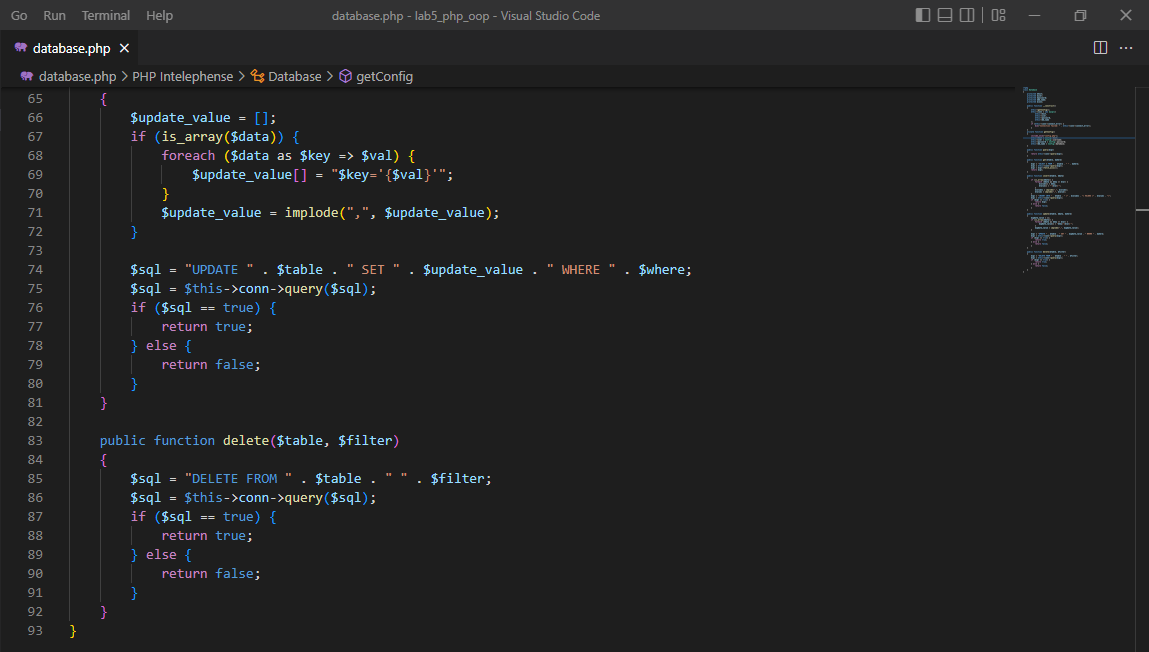 Go Run Terminal Help database.php - lab5_php_oop - Visual Studio Code
database.php
database.php > PHP Intelephense > Database > getConfig
65 {
66 $update_value = [];
67 if (is_array($data)) {
68 foreach ($data as $key => $val) {
69 $update_value[] = "$key='{$val}'";
70 }
71 $update_value = implode(",", $update_value);
72 }
73
74 $sql = "UPDATE " . $table . " SET " . $update_value . " WHERE " . $where;
75 $sql = $this->conn->query($sql);
76 if ($sql == true) {
77 return true;
78 } else {
79 return false;
80 }
81 }
82
83 public function delete($table, $filter)
84 {
85 $sql = "DELETE FROM " . $table . " " . $filter;
86 $sql = $this->conn->query($sql);
87 if ($sql == true) {
88 return true;
89 } else {
90 return false;
91 }
92 }
93 }